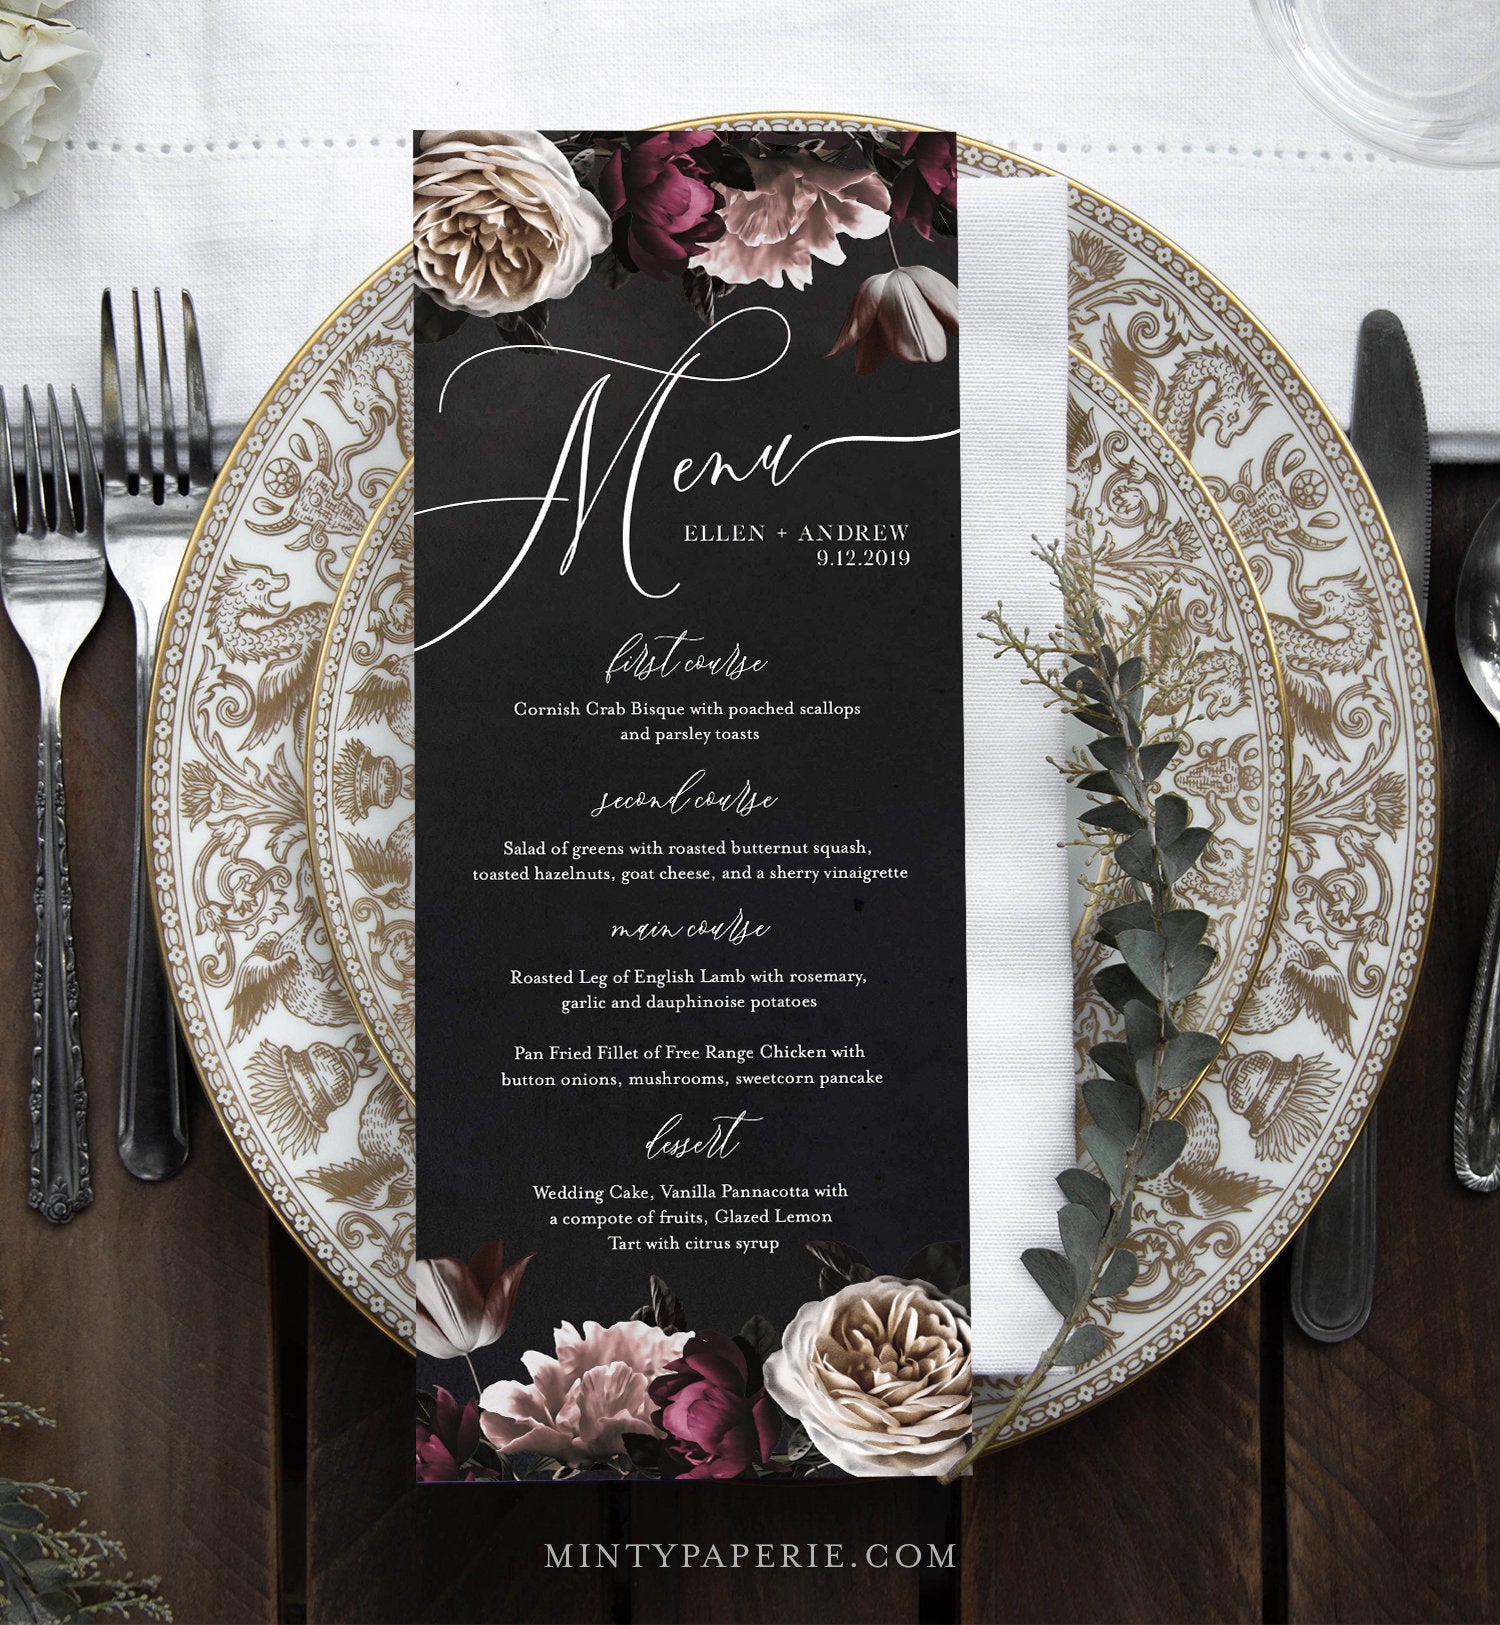 Menu
ELLEN + ANDREW
9.12.2019
first course
Cornish Crab Bisque with poached scallops
and parsley toasts
second course
Salad of greens with roasted butternut squash,
toasted hazelnuts, goat cheese, and a sherry vinaigrette
main course
Roasted Leg of English Lamb with rosemary,
garlic and dauphinoise potatoes
Pan Fried Fillet of Free Range Chicken with
button onions, mushrooms, sweetcorn pancake
dessert
Wedding Cake, Vanilla Pannacotta with
a compote of fruits, Glazed Lemon
Tart with citrus syrup
MINTYPAPERIE.COM